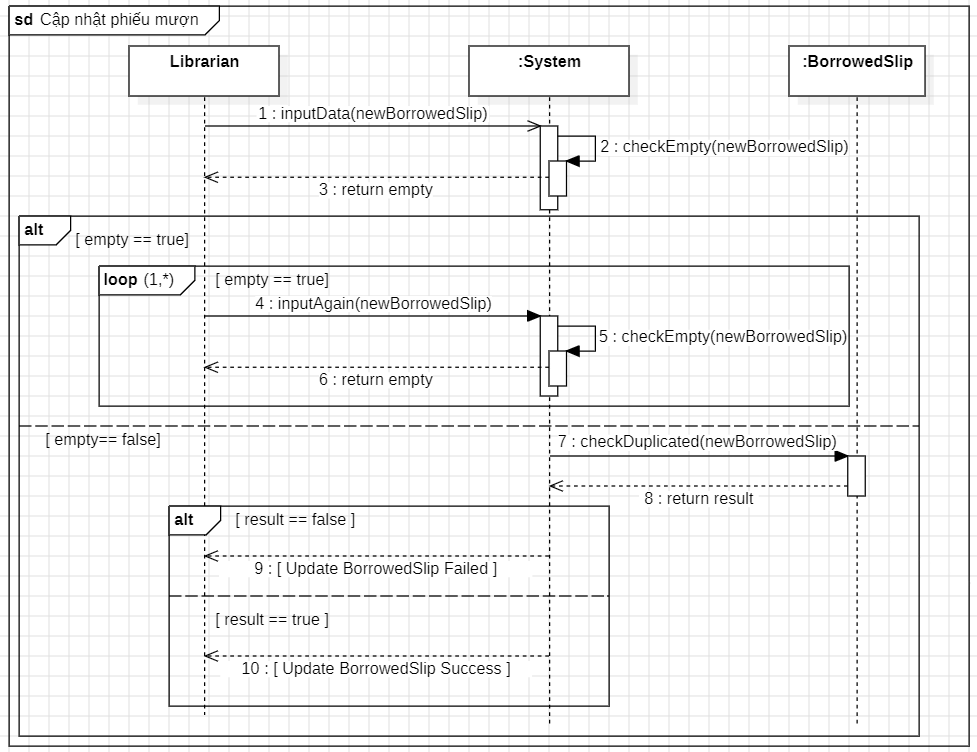 sd Cập nhật phiếu mượn
Librarian
:System
:BorrowedSlip
1 : inputData(newBorrowedSlip)
2 : checkEmpty(newBorrowedSlip)
3 : return empty
alt
[ empty == true]
loop (1,*)
[ empty == true]
4 : inputAgain(newBorrowedSlip)
5 : checkEmpty(newBorrowedSlip)
6 : return empty
[ empty== false]
7 : checkDuplicated(newBorrowedSlip)
8 : return result
alt
[ result == false ]
9 : [ Update BorrowedSlip Failed ]
[ result == true ]
10 : [ Update BorrowedSlip Success ]